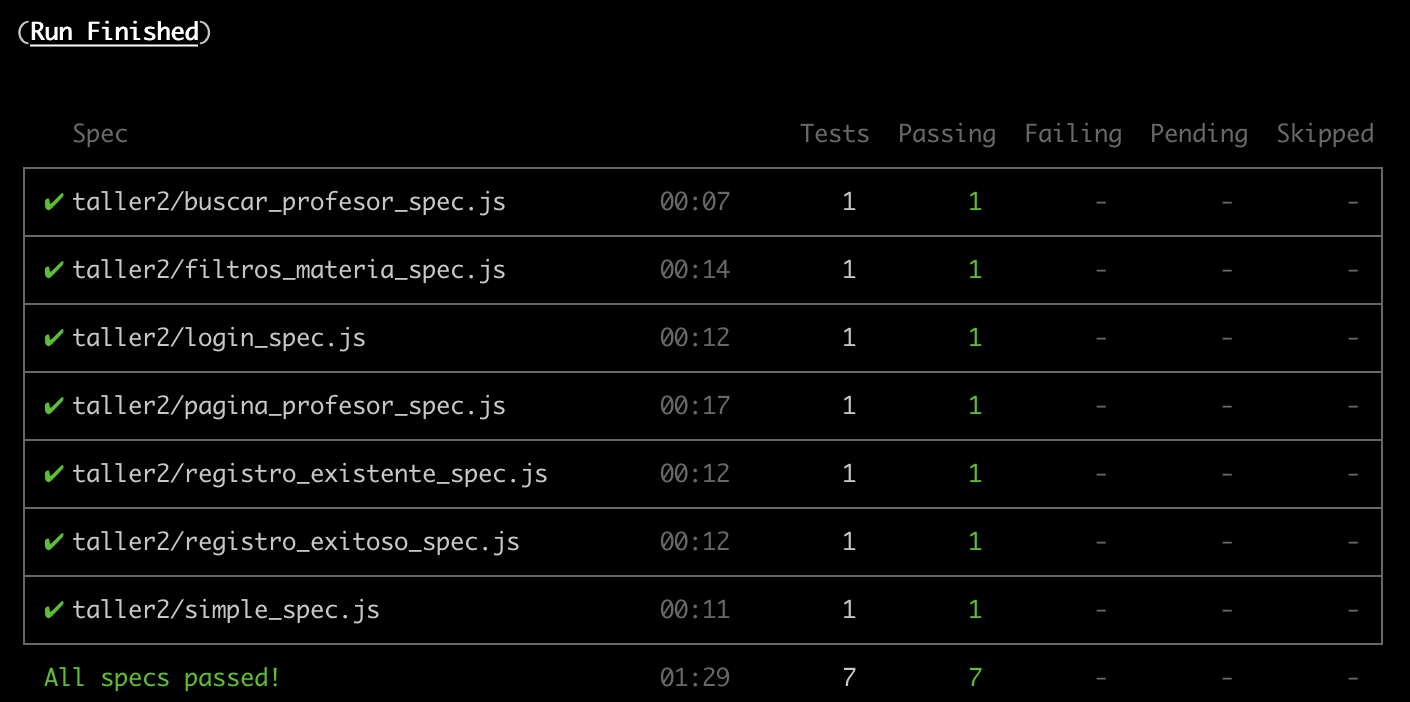 (Run Finished)
Spec Tests Passing Failing Pending Skipped
✔ taller2/buscar_profesor_spec.js 00:07 1 1 - - -
✔ taller2/filtros_materia_spec.js 00:14 1 1 - - -
✔ taller2/login_spec.js 00:12 1 1 - - -
✔ taller2/pagina_profesor_spec.js 00:17 1 1 - - -
✔ taller2/registro_existente_spec.js 00:12 1 1 - - -
✔ taller2/registro_exitoso_spec.js 00:12 1 1 - - -
✔ taller2/simple_spec.js 00:11 1 1 - - -
All specs passed! 01:29 7 7 - - -